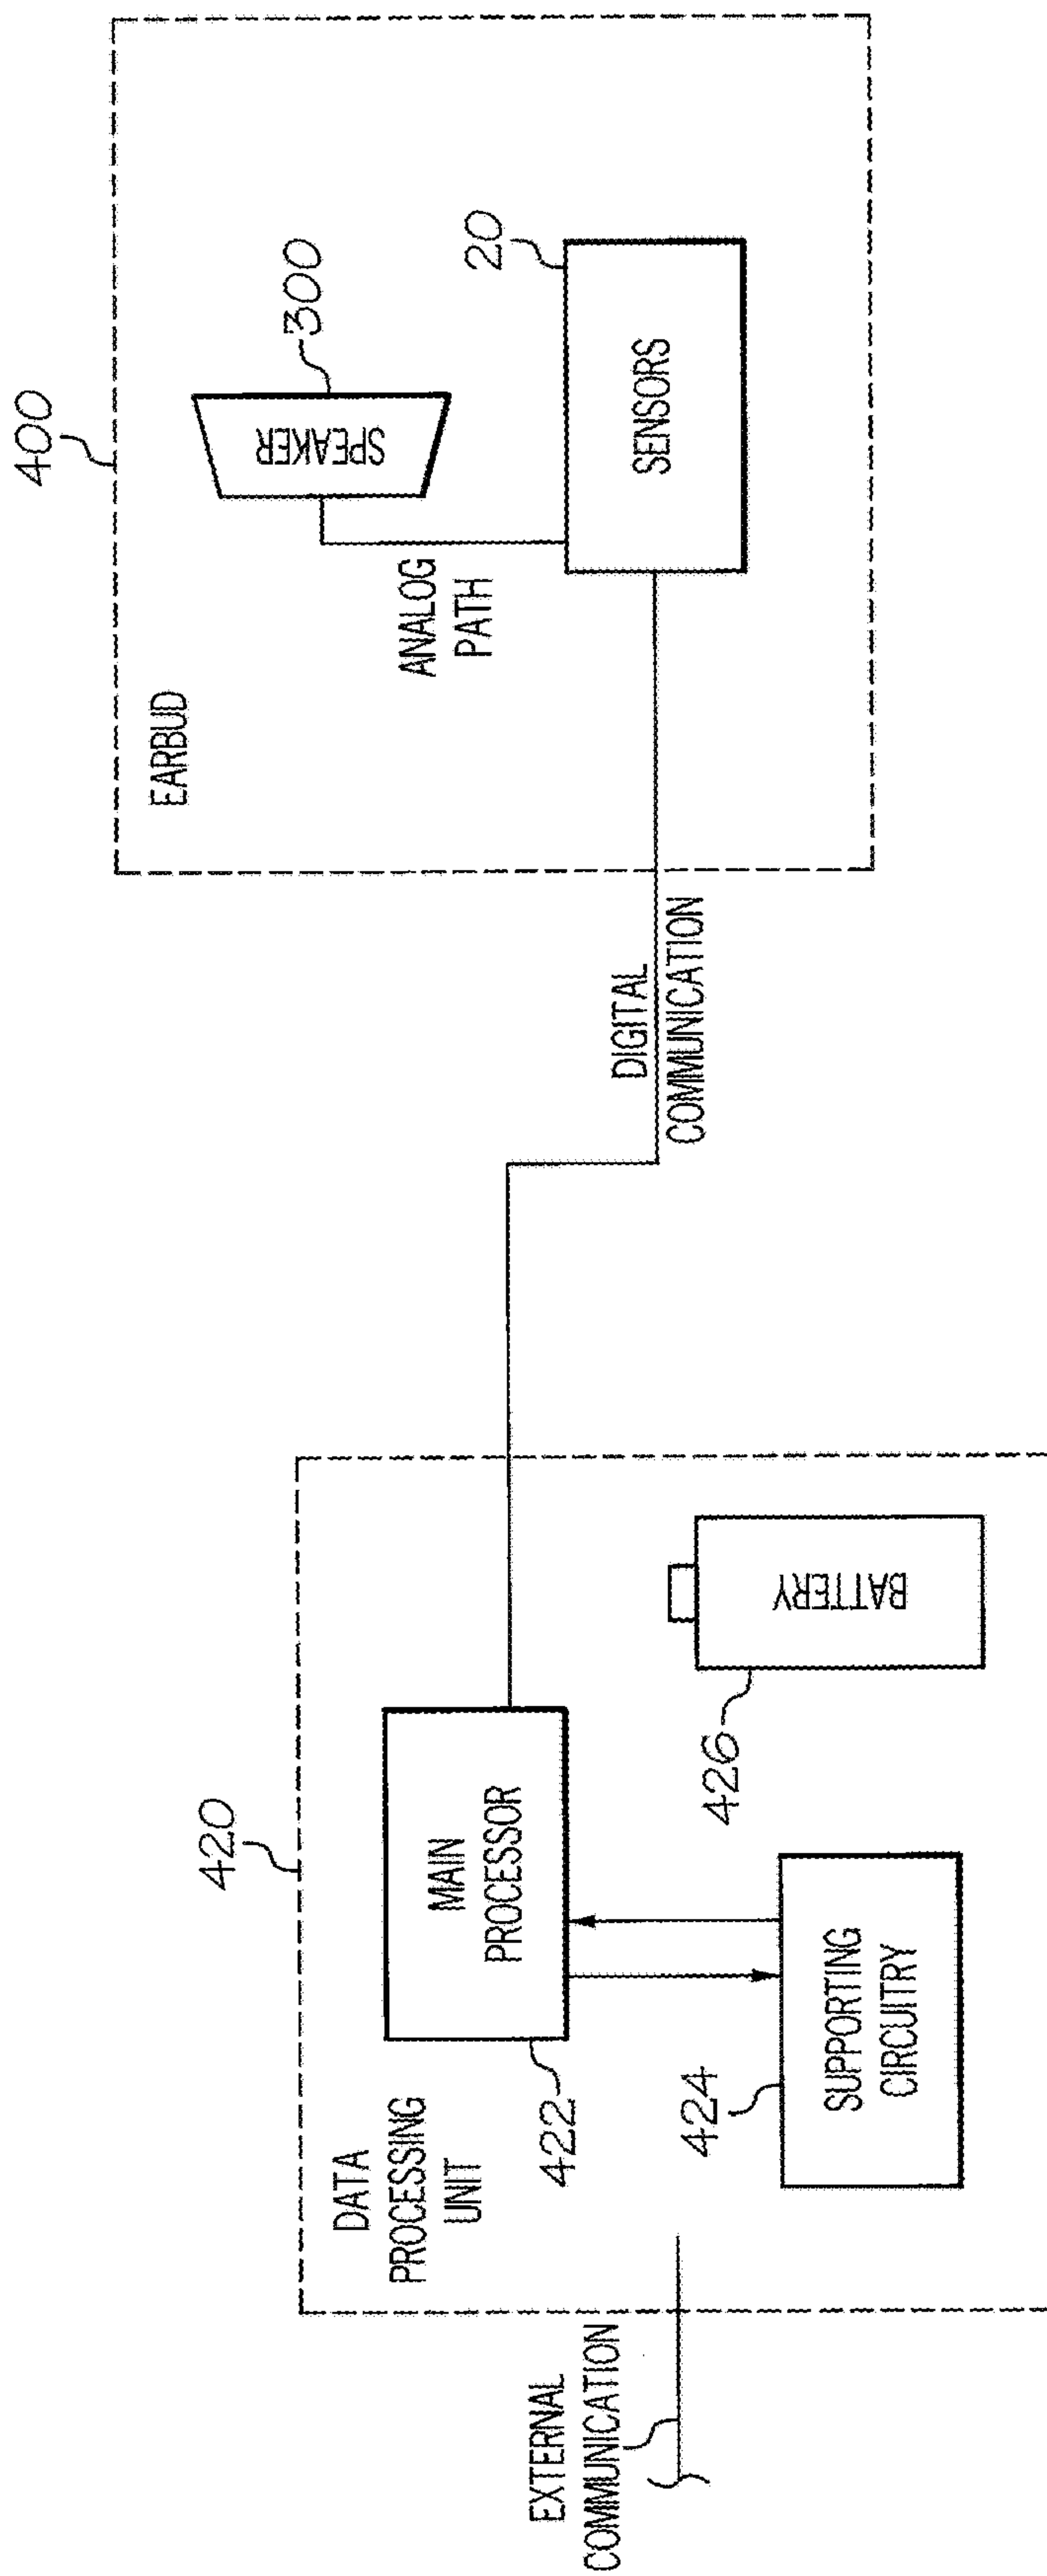 420
DATA
PROCESSING
UNIT
MAIN
PROCESSOR
422
424
SUPPORTING
CIRCUITRY
426
BATTERY
EXTERNAL
COMMUNICATION
DIGITAL
COMMUNICATION
400
EARBUD
ANALOG
PATH
SPEAKER
300
20
SENSORS